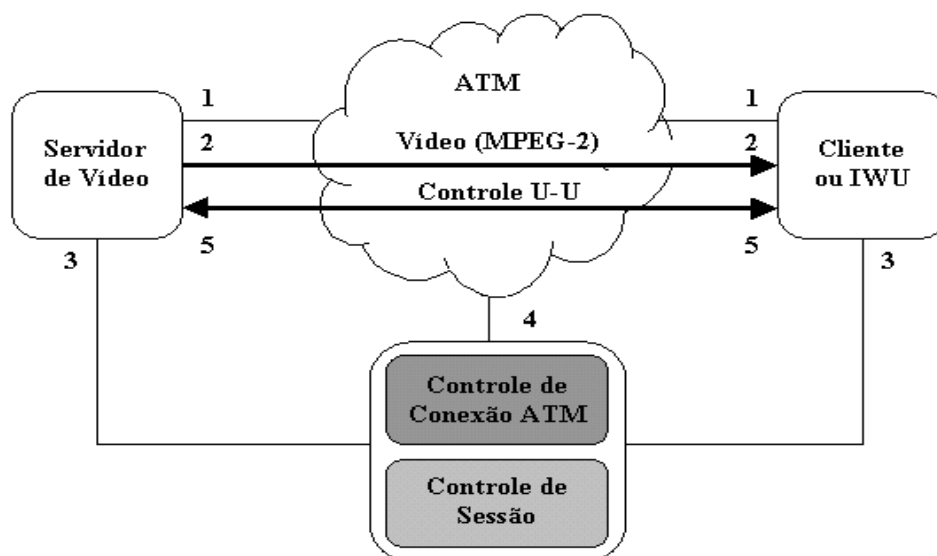 ATM
1
1
Servidor
de Vídeo
2
Vídeo (MPEG-2)
2
Cliente
ou IWU
Controle U-U
3
5
5
3
4
Controle de
Conexão ATM
Controle de
Sessão